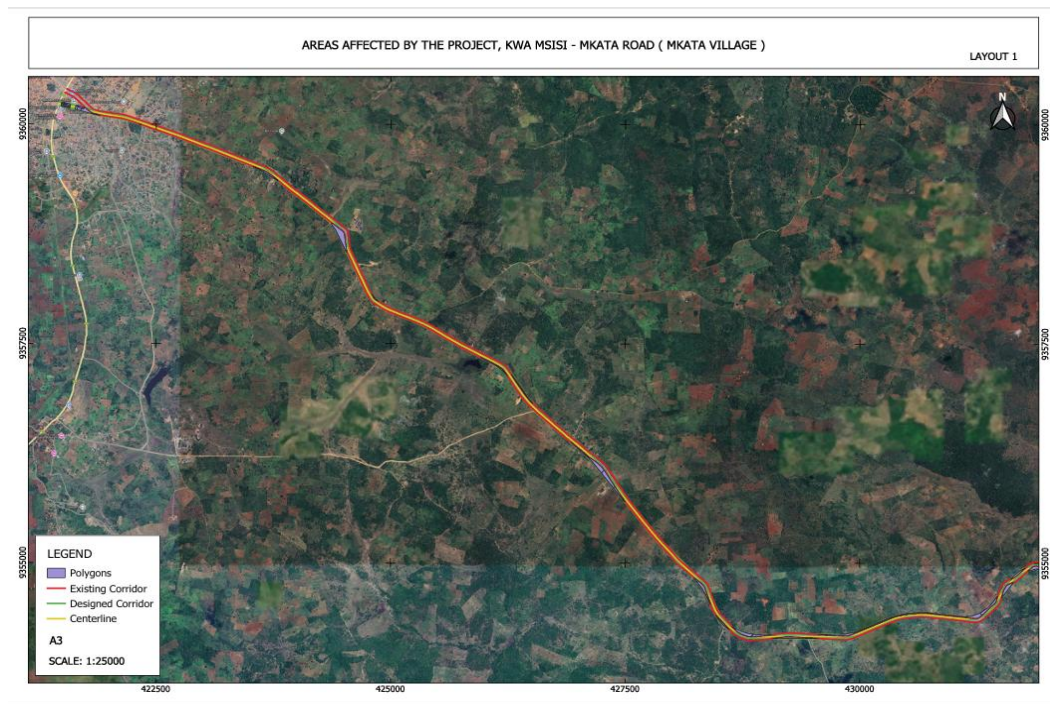 AREAS AFFECTED BY THE PROJECT, KWA MSISI - MKATA ROAD ( MKATA VILLAGE )
LAYOUT 1
N
9360000
9360000
9357500
9357500
9355000
9355000
LEGEND
Polygons
Existing Corridor
Designed Corridor
Centerline
A3
SCALE: 1:25000
422500
425000
427500
430000